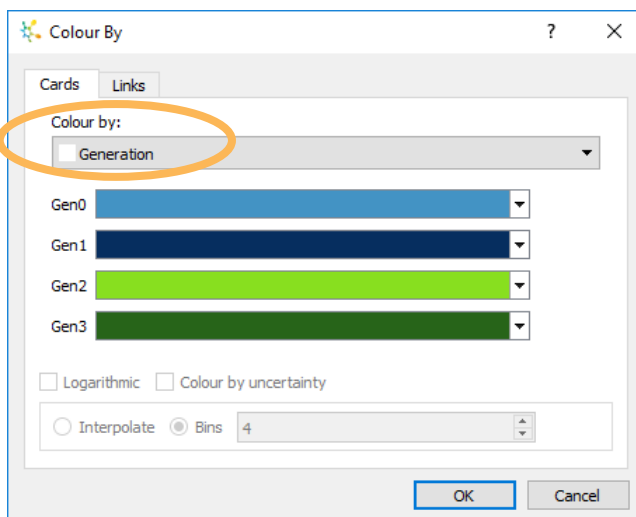 Colour By ?
Cards Links
Colour by:
Generation
Gen0
Gen1
Gen2
Gen3
Logarithmic Colour by uncertainty
Interpolate Bins 4
OK Cancel